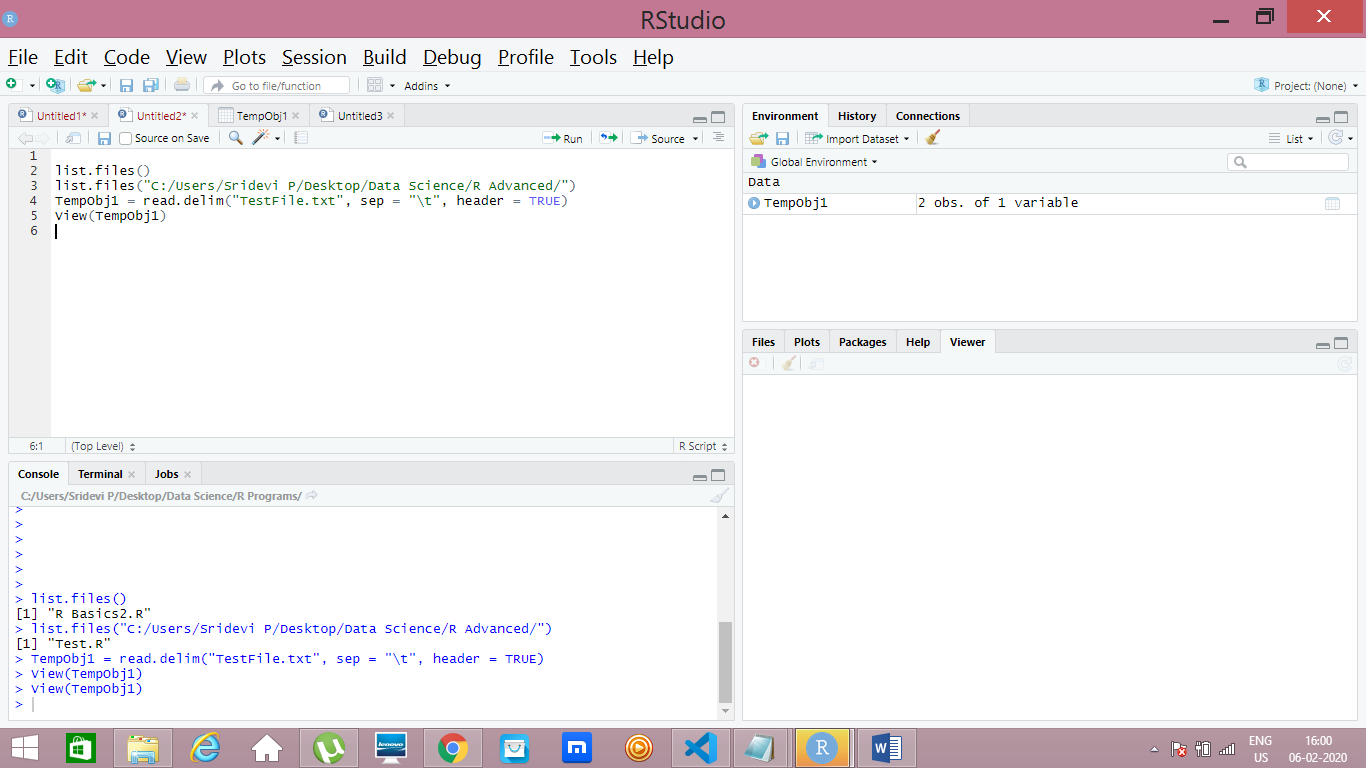 RStudio
File Edit Code View Plots Session Build Debug Profile Tools Help
Go to file/function
Addins
Project: (None)
Untitled1*
Untitled2*
TempObj1
Untitled3
Source on Save
Run
Source
1
2 list.files()
3 list.files("C:/Users/Sridevi P/Desktop/Data Science/R Advanced/")
4 TempObj1 = read.delim("TestFile.txt", sep = "\t", header = TRUE)
5 View(TempObj1)
6
6:1
(Top Level)
R Script
Console
Terminal
Jobs
C:/Users/Sridevi P/Desktop/Data Science/R Programs/
>
>
>
>
>
>
> list.files()
[1] "R Basics2.R"
> list.files("C:/Users/Sridevi P/Desktop/Data Science/R Advanced/")
[1] "Test.R"
> TempObj1 = read.delim("TestFile.txt", sep = "\t", header = TRUE)
> View(TempObj1)
> View(TempObj1)
>
Environment
History
Connections
Import Dataset
List
Global Environment
Data
TempObj1 2 obs. of 1 variable
Files
Plots
Packages
Help
Viewer
lenovo
ENG
US
16:00
06-02-2020